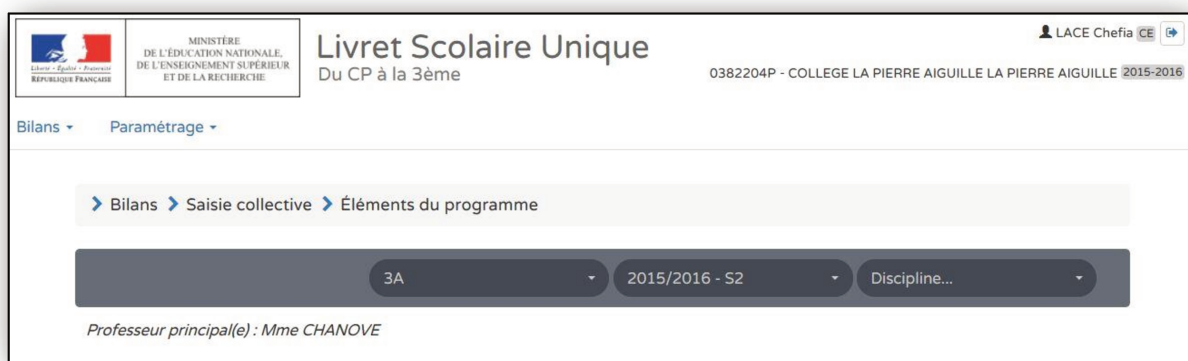 Liberté • Égalité • Fraternité
RÉPUBLIQUE FRANÇAISE
MINISTÈRE
DE L'ÉDUCATION NATIONALE,
DE L'ENSEIGNEMENT SUPÉRIEUR
ET DE LA RECHERCHE
Livret Scolaire Unique
Du CP à la 3ème
LACE Chefia CE
0382204P - COLLEGE LA PIERRE AIGUILLE LA PIERRE AIGUILLE 2015-2016
Bilans Paramétrage
Bilans Saisie collective Éléments du programme
3A 2015/2016 - S2 Discipline...
Professeur principal(e) : Mme CHANOVE